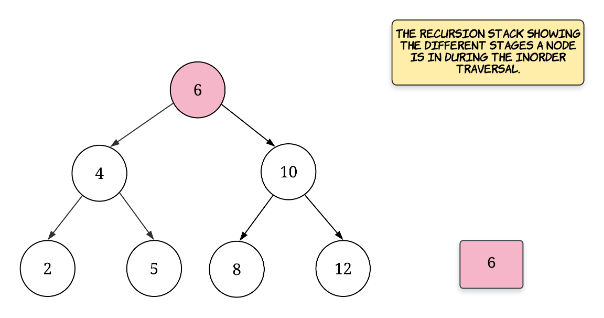 THE RECURSION STACK SHOWING
THE DIFFERENT STAGES A NODE
IS IN DURING THE INORDER
TRAVERSAL.
6
4
10
2
5
8
12
6